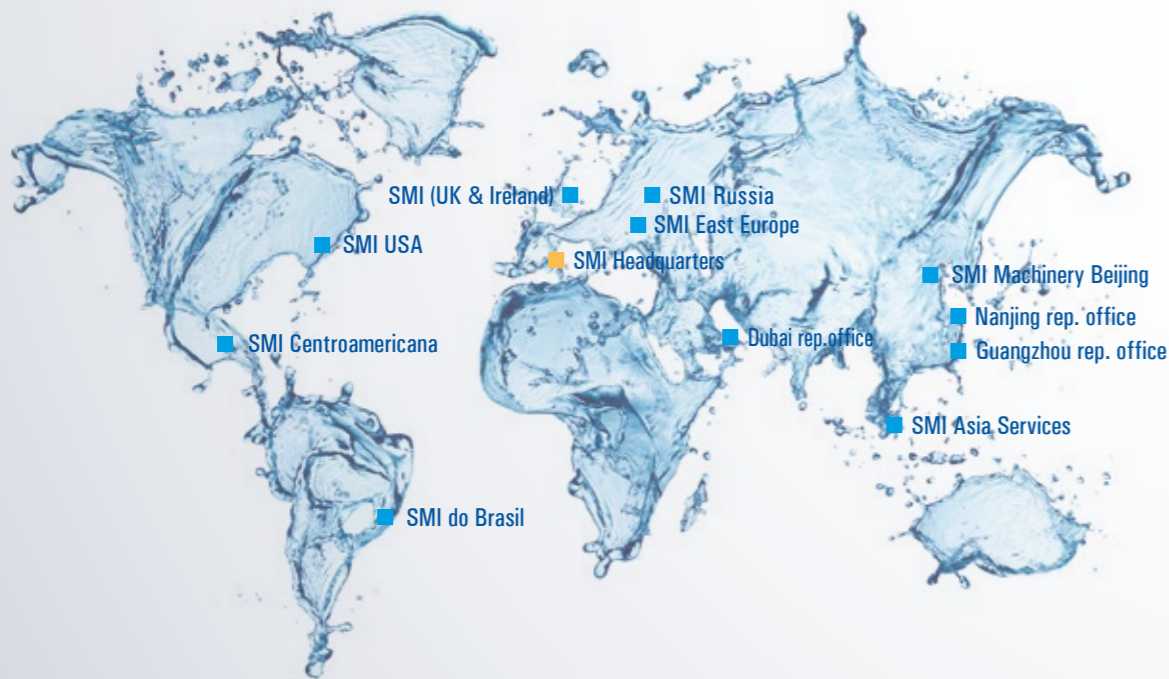 SMI (UK & Ireland)
SMI Russia
SMI East Europe
SMI USA
SMI Headquarters
SMI Machinery Beijing
Nanjing rep. office
Dubai rep.office
SMI Centroamericana
Guangzhou rep. office
SMI Asia Services
SMI do Brasil